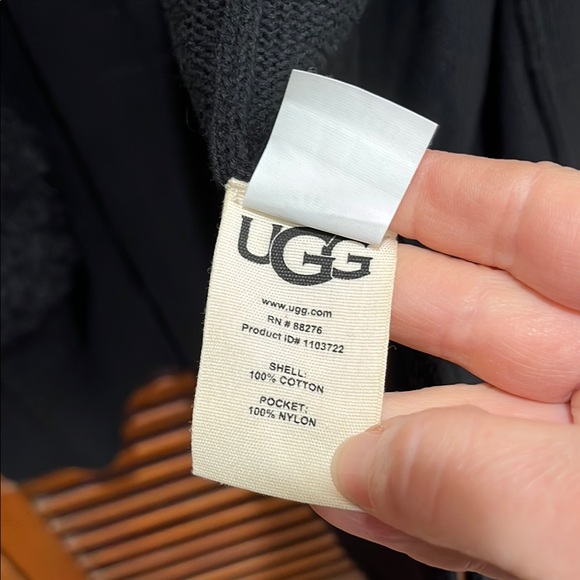 UGG
www.ugg.com
RN # 88276
Product ID# 1103722
SHELL:
100% COTTON
POCKET:
100% NYLON